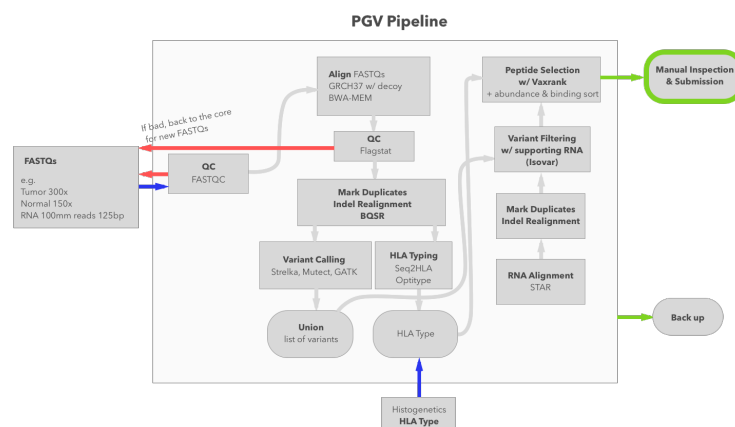 PGV Pipeline
Align FASTQs
GRCH37 w/ decoy
BWA-MEM
Peptide Selection
w/ Vaxrank
+ abundance & binding sort
Manual Inspection
& Submission
If bad, back to the core
for new FASTQs
QC
Flagstat
Variant Filtering
w/ supporting RNA
(Isovar)
FASTQs
e.g.
Tumor 300x
Normal 150x
RNA 100mm reads 125bp
QC
FASTQC
Mark Duplicates
Indel Realignment
BQSR
Mark Duplicates
Indel Realignment
Variant Calling
Strelka, Mutect, GATK
HLA Typing
Seq2HLA
Optitype
RNA Alignment
STAR
Union
list of variants
HLA Type
Back up
Histogenetics
HLA Type